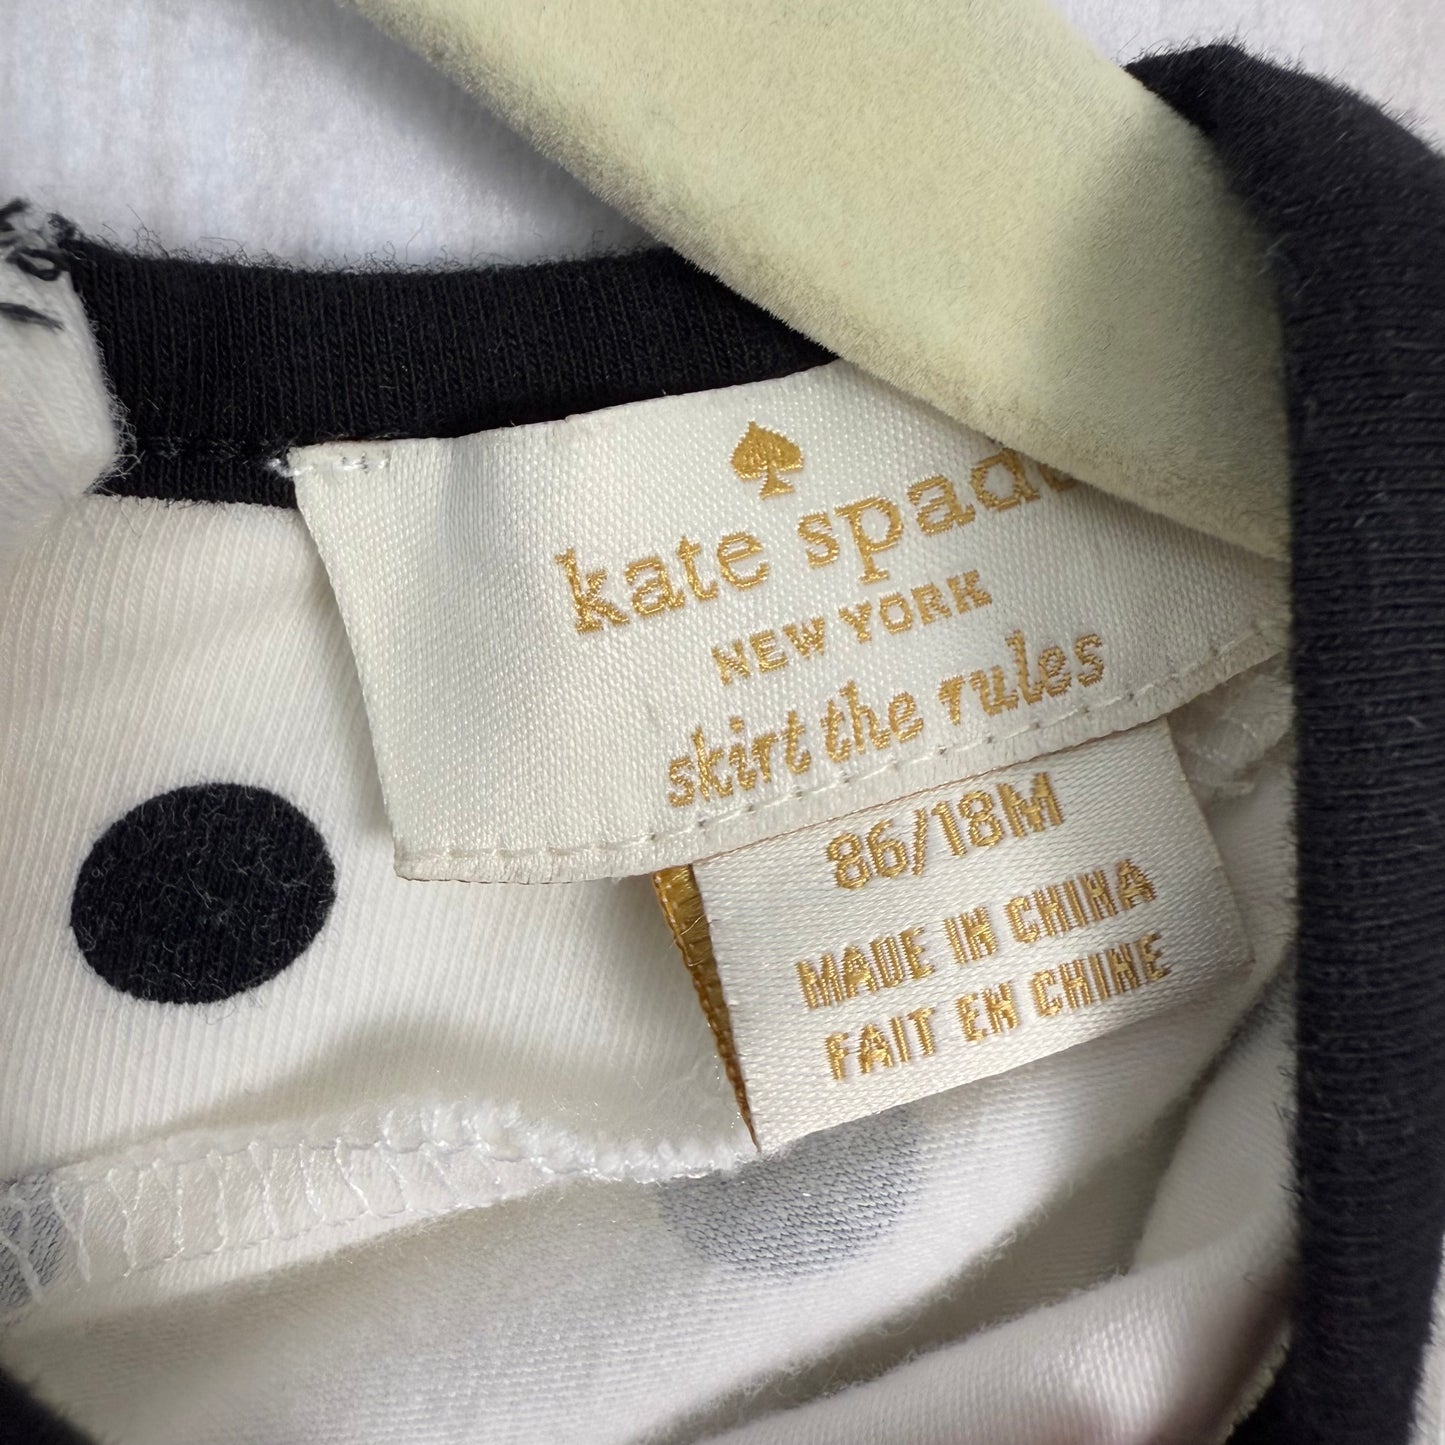 kate spade
NEW YORK
skirt the rules
86/18M
MADE IN CHINA
FAIT EN CHINE